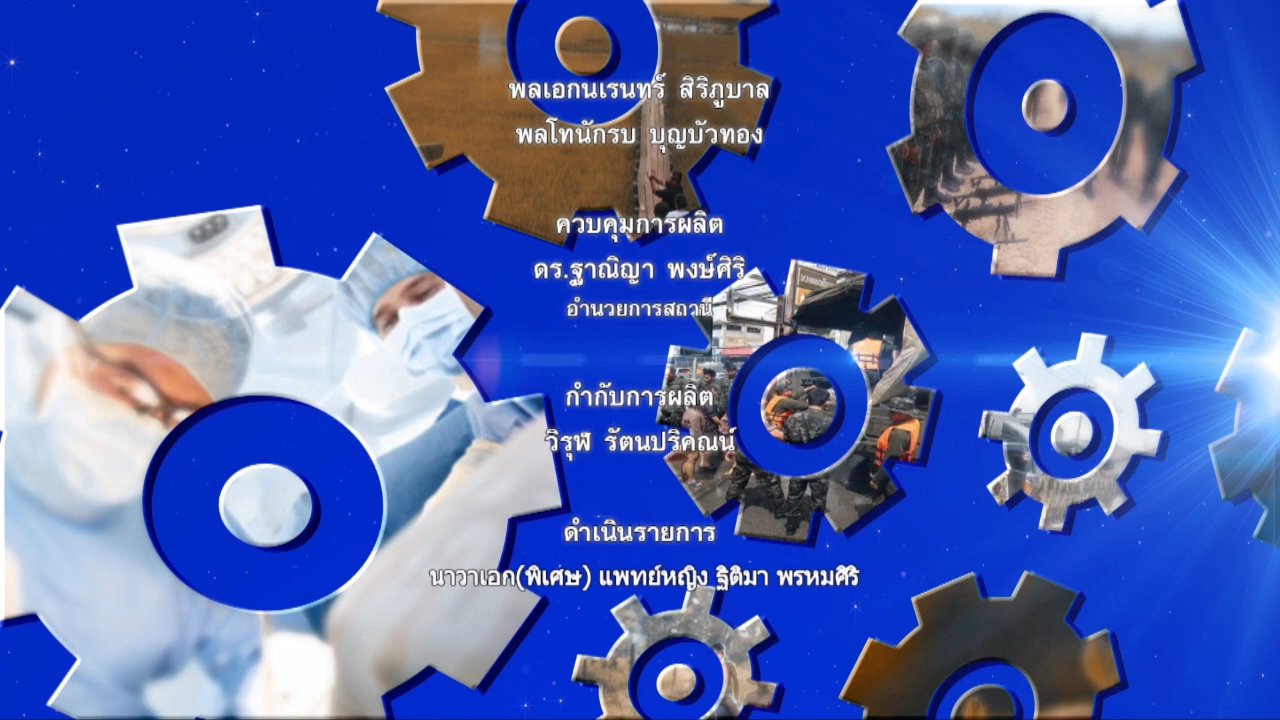 พลเอกนเรนทร์ สิริภูบาล
พลโทนักรบ บุญบัวทอง
ควบคุมการผลิต
ดร.ฐาณิญา พงษ์ศิริ
อำนวยการสถานี
กำกับการผลิต
วิรุฬ รัตนปริคณน์
ดำเนินรายการ
นาวาเอก(พิเศษ) แพทย์หญิง ฐิติมา พรหมศิริ